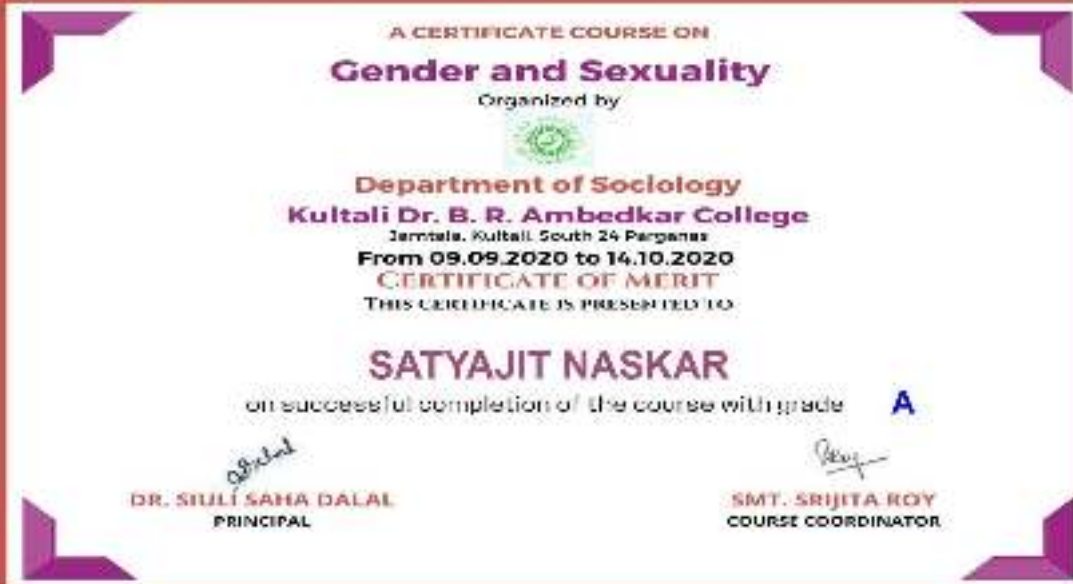 A CERTIFICATE COURSE ON
Gender and Sexuality
Organized by
Department of Sociology
Kultali Dr. B. R. Ambedkar College
Jamtala, Kultali, South 24 Parganas
From 09.09.2020 to 14.10.2020
CERTIFICATE OF MERIT
THIS CERTIFICATE IS PRESENTED TO
SATYAJIT NASKAR
on successful completion of the course with grade A
DR. SIULI SAHA DALAL
PRINCIPAL
SMT. SRIJITA ROY
COURSE COORDINATOR